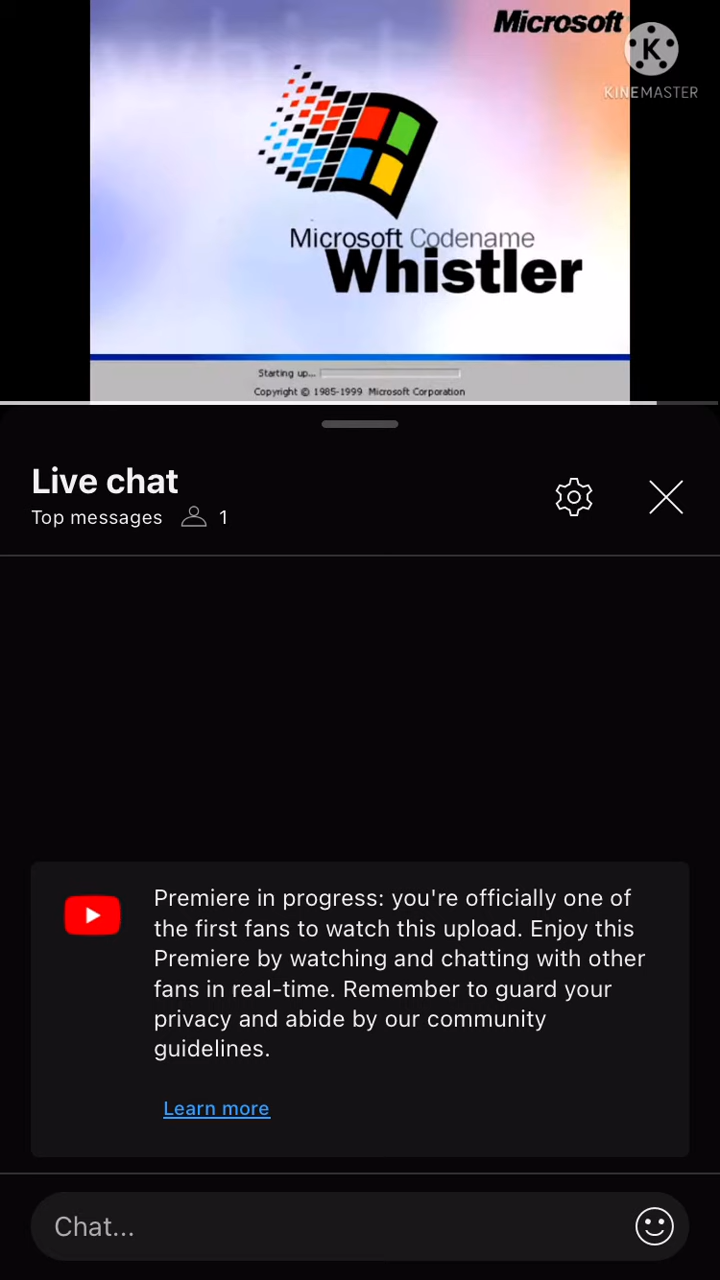 Microsoft
K
KINEMASTER
Microsoft Codename
Whistler
Starting up...
Copyright © 1985-1999 Microsoft Corporation
Live chat
Top messages 1
Premiere in progress: you're officially one of
the first fans to watch this upload. Enjoy this
Premiere by watching and chatting with other
fans in real-time. Remember to guard your
privacy and abide by our community
guidelines.
Learn more
Chat...